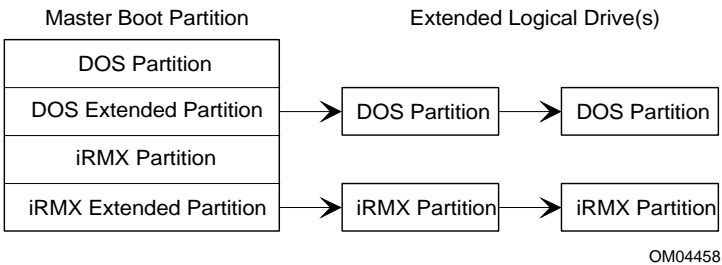 Master Boot Partition Extended Logical Drive(s)
DOS Partition
DOS Extended Partition DOS Partition DOS Partition
iRMX Partition
iRMX Extended Partition iRMX Partition iRMX Partition
OM04458